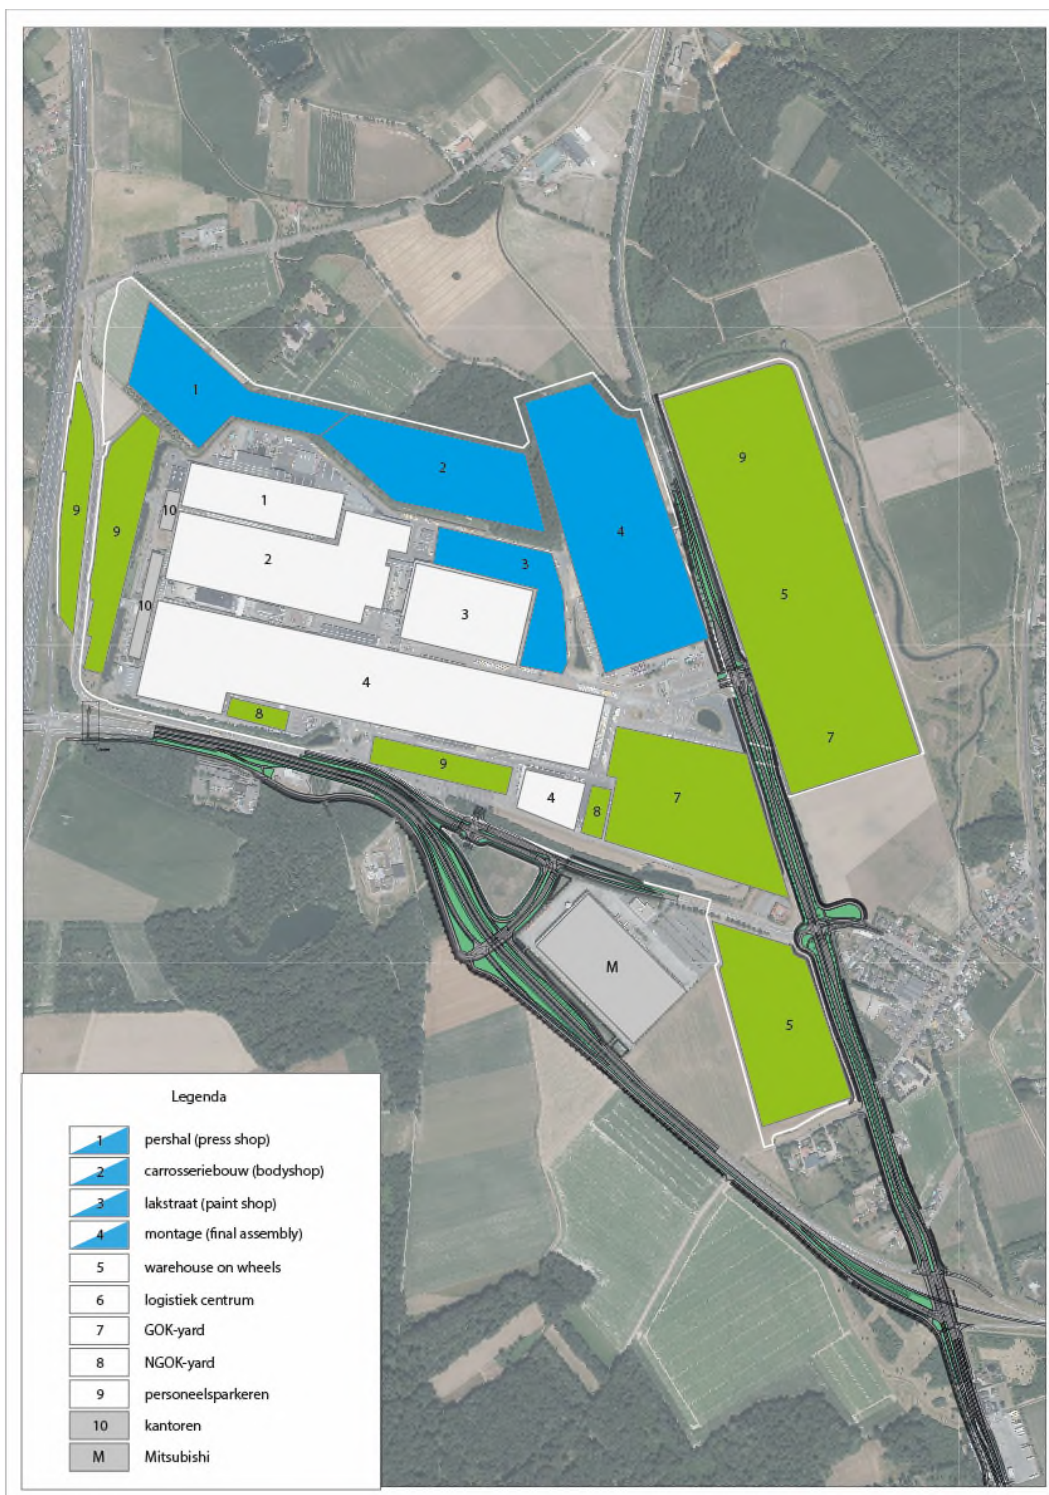 1
2
9
4
9
9
10
1
2
3
5
10
3
4
8
7
9
4
8
7
M
5
Legenda
1 pershal (press shop)
2 carrosseriebouw (bodyshop)
3 lakstraat (paint shop)
4 montage (final assembly)
5 warehouse on wheels
6 logistiek centrum
7 GOK-yard
8 NGOK-yard
9 personeelsparkeren
10 kantoren
M Mitsubishi